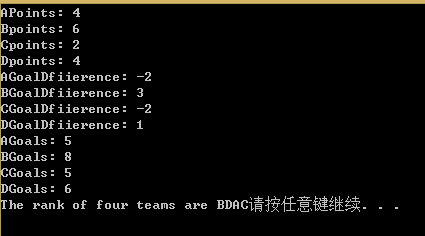 APoints: 4
Bpoints: 6
Cpoints: 2
Dpoints: 4
AGoalDfiierence: -2
BGoalDfiierence: 3
CGoalDfiierence: -2
DGoalDfiierence: 1
AGoals: 5
BGoals: 8
CGoals: 5
DGoals: 6
The rank of four teams are BDAC请按任意键继续. . .